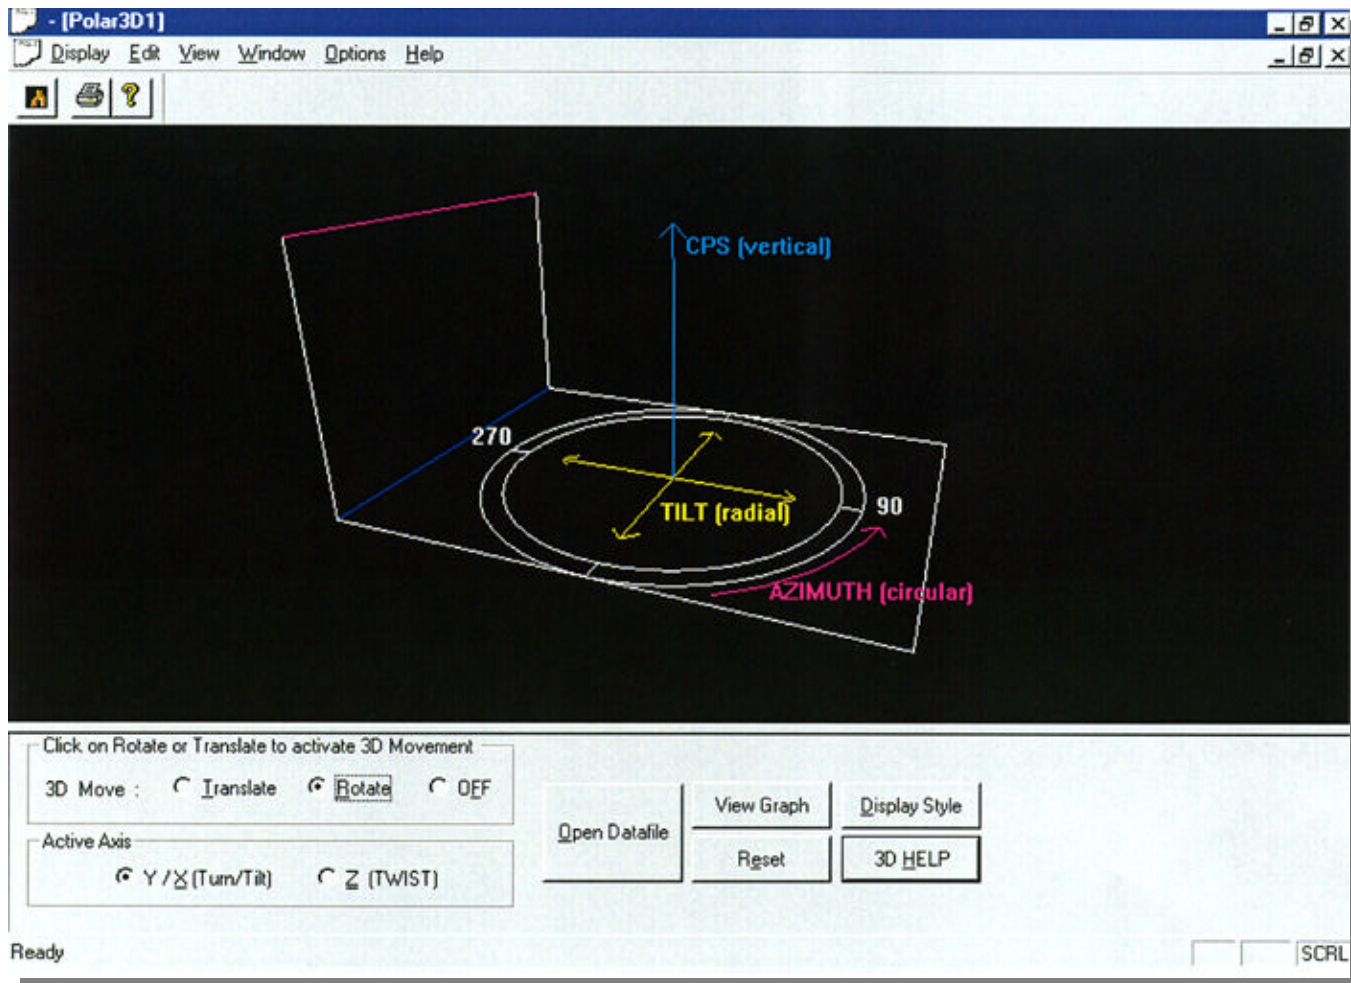 - [Polar3D1]
Display Edit View Window Options Help
CPS (vertical)
270
TILT (radial)
90
AZIMUTH (circular)
Click on Rotate or Translate to activate 3D Movement
3D Move : Translate Rotate OFF
Active Axis
Y / X (Turn/Tilt) Z (TWIST)
Open Datafile
View Graph
Display Style
Reset
3D HELP
Ready
SCRL